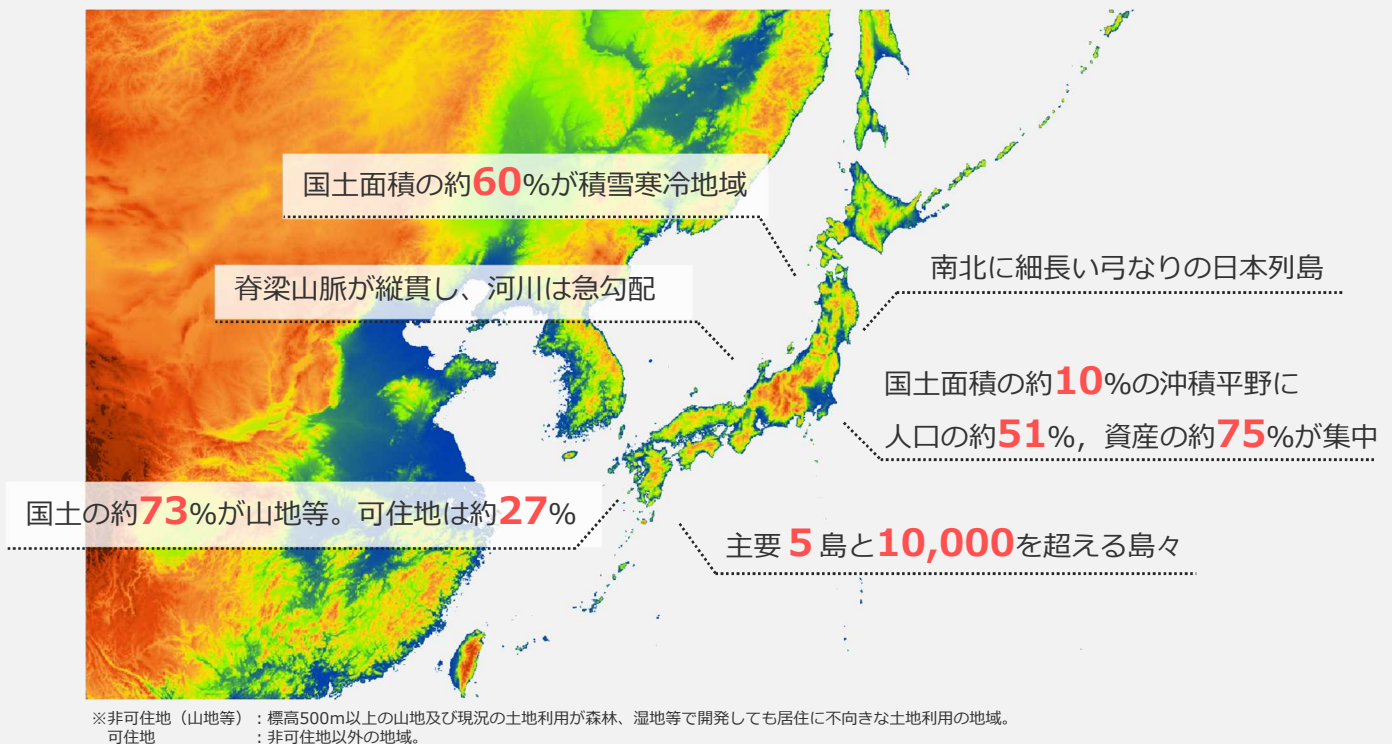 国土面積の約60%が積雪寒冷地域
脊梁山脈が縦貫し、河川は急勾配
南北に細長い弓なりの日本列島
国土面積の約10%の沖積平野に
人口の約51%，資産の約75%が集中
国土の約73%が山地等。可住地は約27%
主要5島と10,000を超える島々
※非可住地（山地等）：標高500m以上の山地及び現況の土地利用が森林、湿地等で開発しても居住に不向きな土地利用の地域。
可住地　　　　　　：非可住地以外の地域。